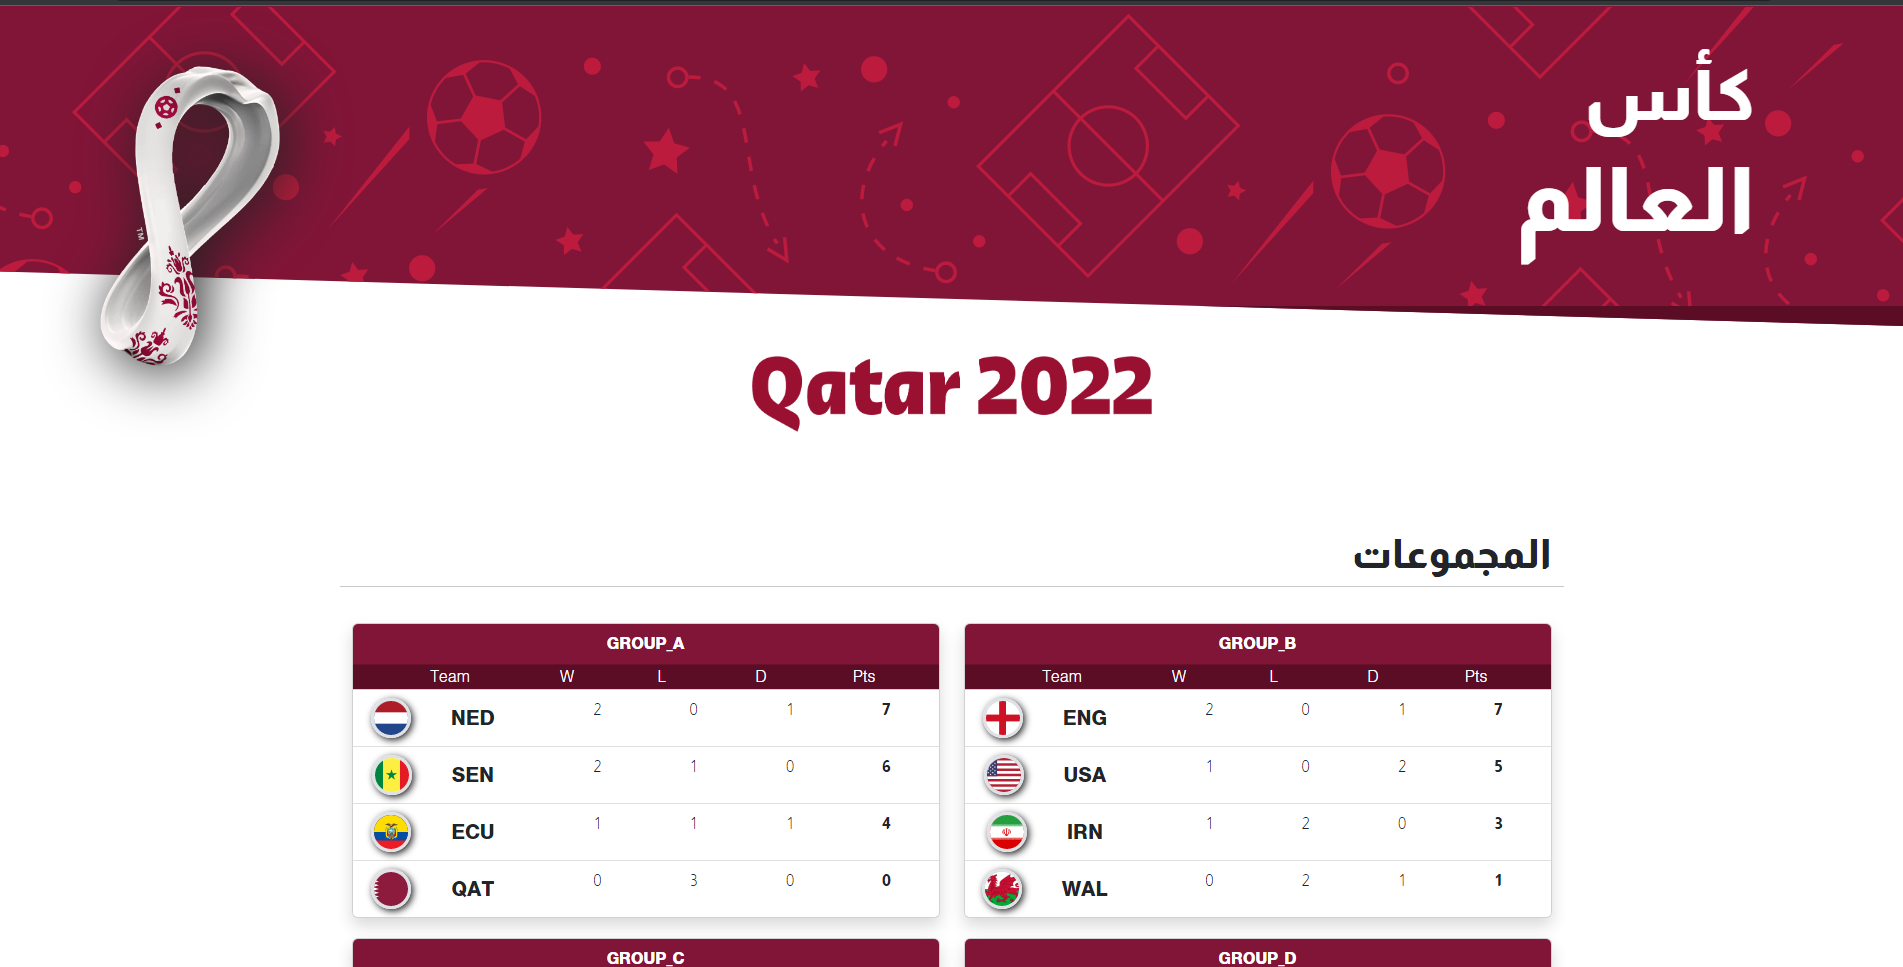 كأس
العالم
TM
Qatar 2022
المجموعات
GROUP_A
Team W L D Pts
NED 2 0 1 7
SEN 2 1 0 6
ECU 1 1 1 4
QAT 0 3 0 0
GROUP_B
Team W L D Pts
ENG 2 0 1 7
USA 1 0 2 5
IRN 1 2 0 3
WAL 0 2 1 1
GROUP_C
GROUP_D